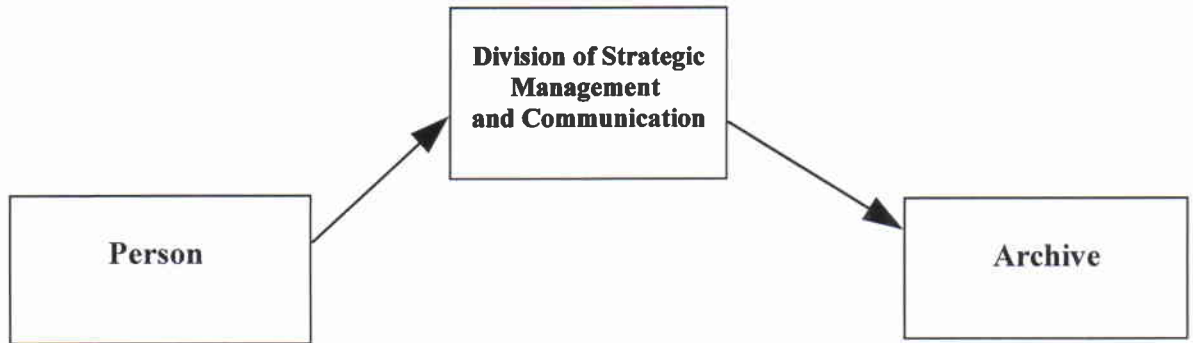 Division of Strategic
Management
and Communication
Person
Archive